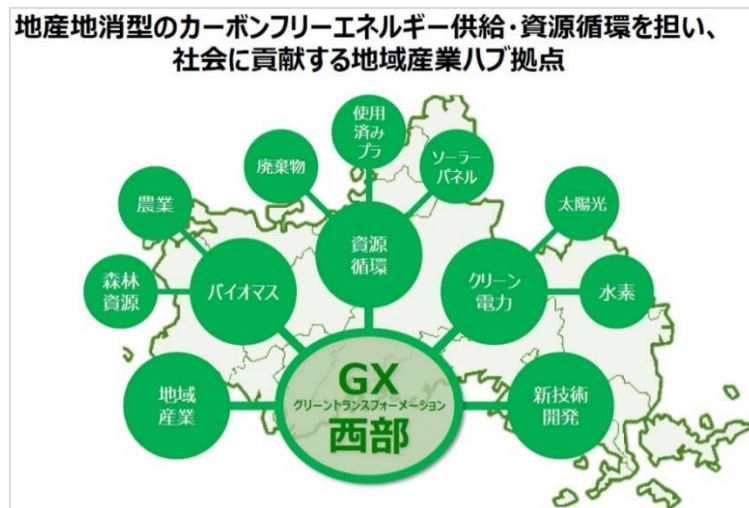 地産地消型のカーボンフリーエネルギー供給・資源循環を担い、
社会に貢献する地域産業ハブ拠点
使用
済み
プラ
廃棄物
ソーラー
パネル
農業
太陽光
資源
循環
森林
資源
バイオマス
クリーン
電力
水素
地域
産業
GX
グリーントランスフォーメーション
西部
新技術
開発